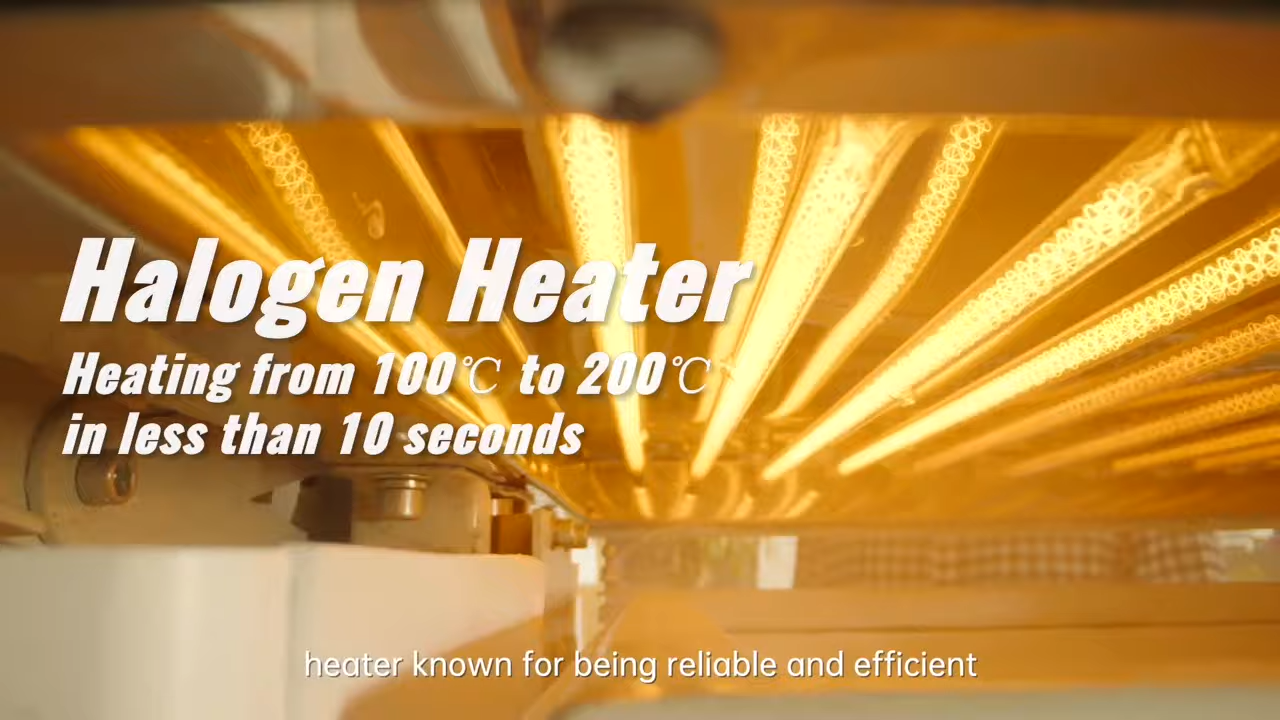 Halogen Heater
Heating from 100℃ to 200℃
in less than 10 seconds
heater known for being reliable and efficient